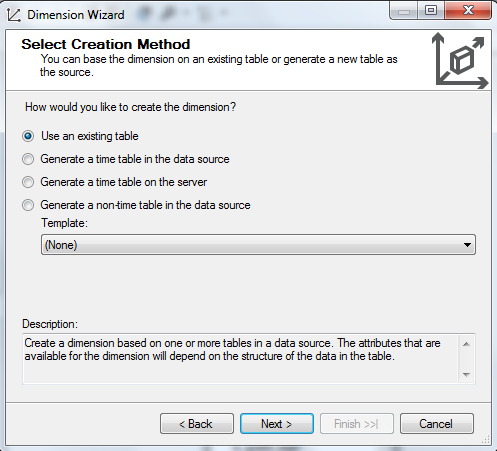 Dimension Wizard
Select Creation Method
You can base the dimension on an existing table or generate a new table as
the source.
How would you like to create the dimension?
Use an existing table
Generate a time table in the data source
Generate a time table on the server
Generate a non-time table in the data source
Template:
(None)
Description:
Create a dimension based on one or more tables in a data source. The attributes that are
available for the dimension will depend on the structure of the data in the table.
< Back Next > Finish >>| Cancel